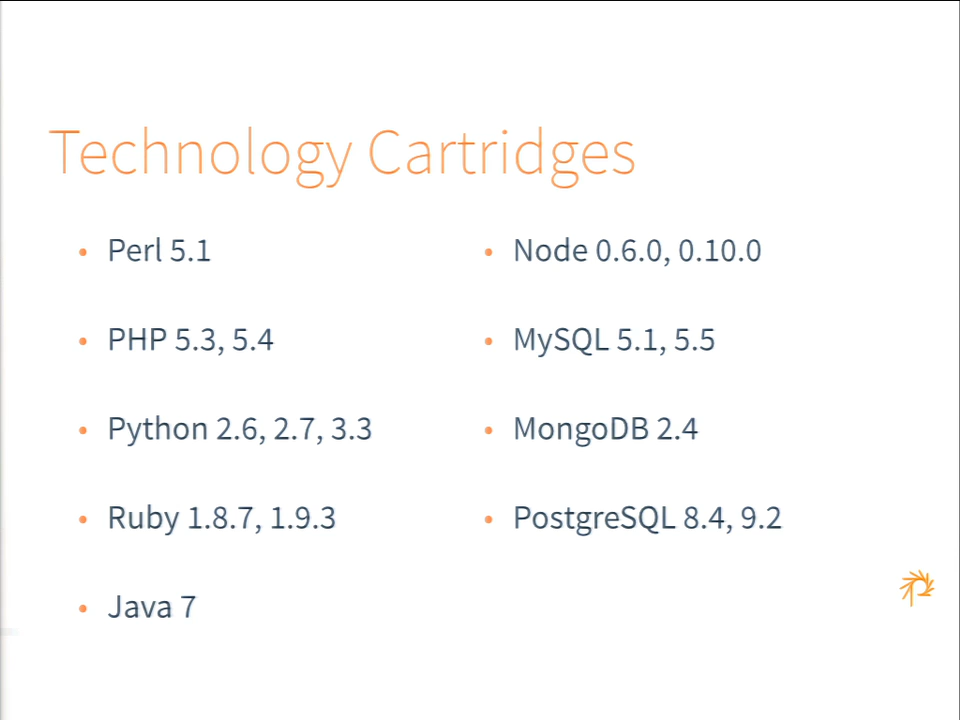 Technology Cartridges
• Perl 5.1
• PHP 5.3, 5.4
• Python 2.6, 2.7, 3.3
• Ruby 1.8.7, 1.9.3
• Java 7
• Node 0.6.0, 0.10.0
• MySQL 5.1, 5.5
• MongoDB 2.4
• PostgreSQL 8.4, 9.2